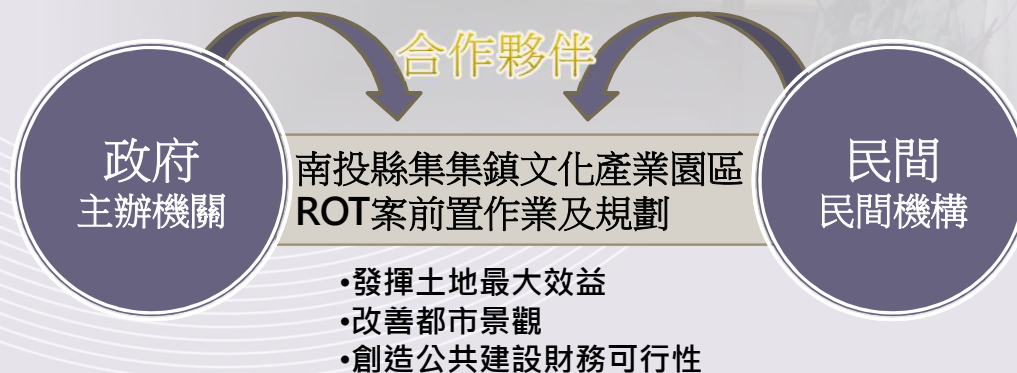 合作夥伴
政府
主辦機關
南投縣集集鎮文化產業園區
ROT案前置作業及規劃
民間
民間機構
•發揮土地最大效益
•改善都市景觀
•創造公共建設財務可行性